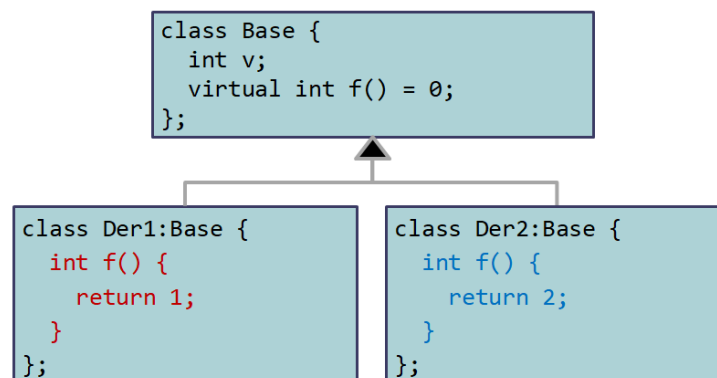 class Base {
  int v;
  virtual int f() = 0;
};
class Der1:Base {
  int f() {
    return 1;
  }
};
class Der2:Base {
  int f() {
    return 2;
  }
};